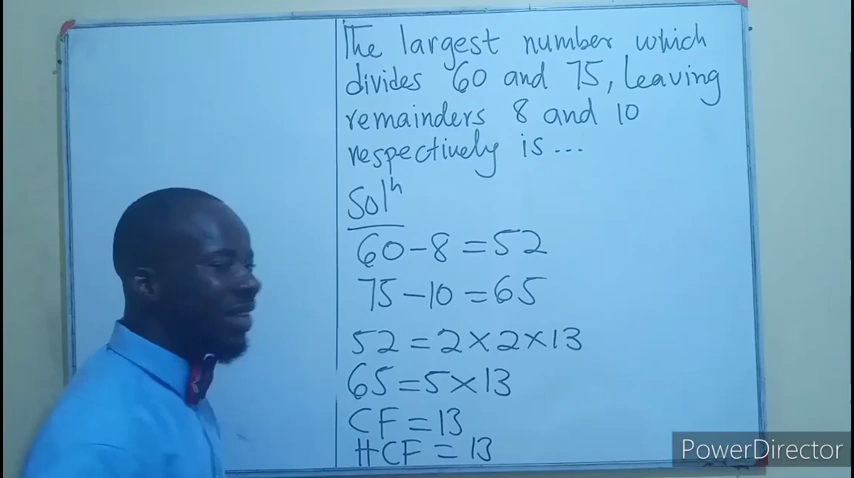 The largest number which
divides 60 and 75, leaving
remainders 8 and 10
respectively is ...
Solⁿ
60-8=52
75-10=65
52=2×2×13
65=5×13
CF=13
HCF=13
PowerDirector